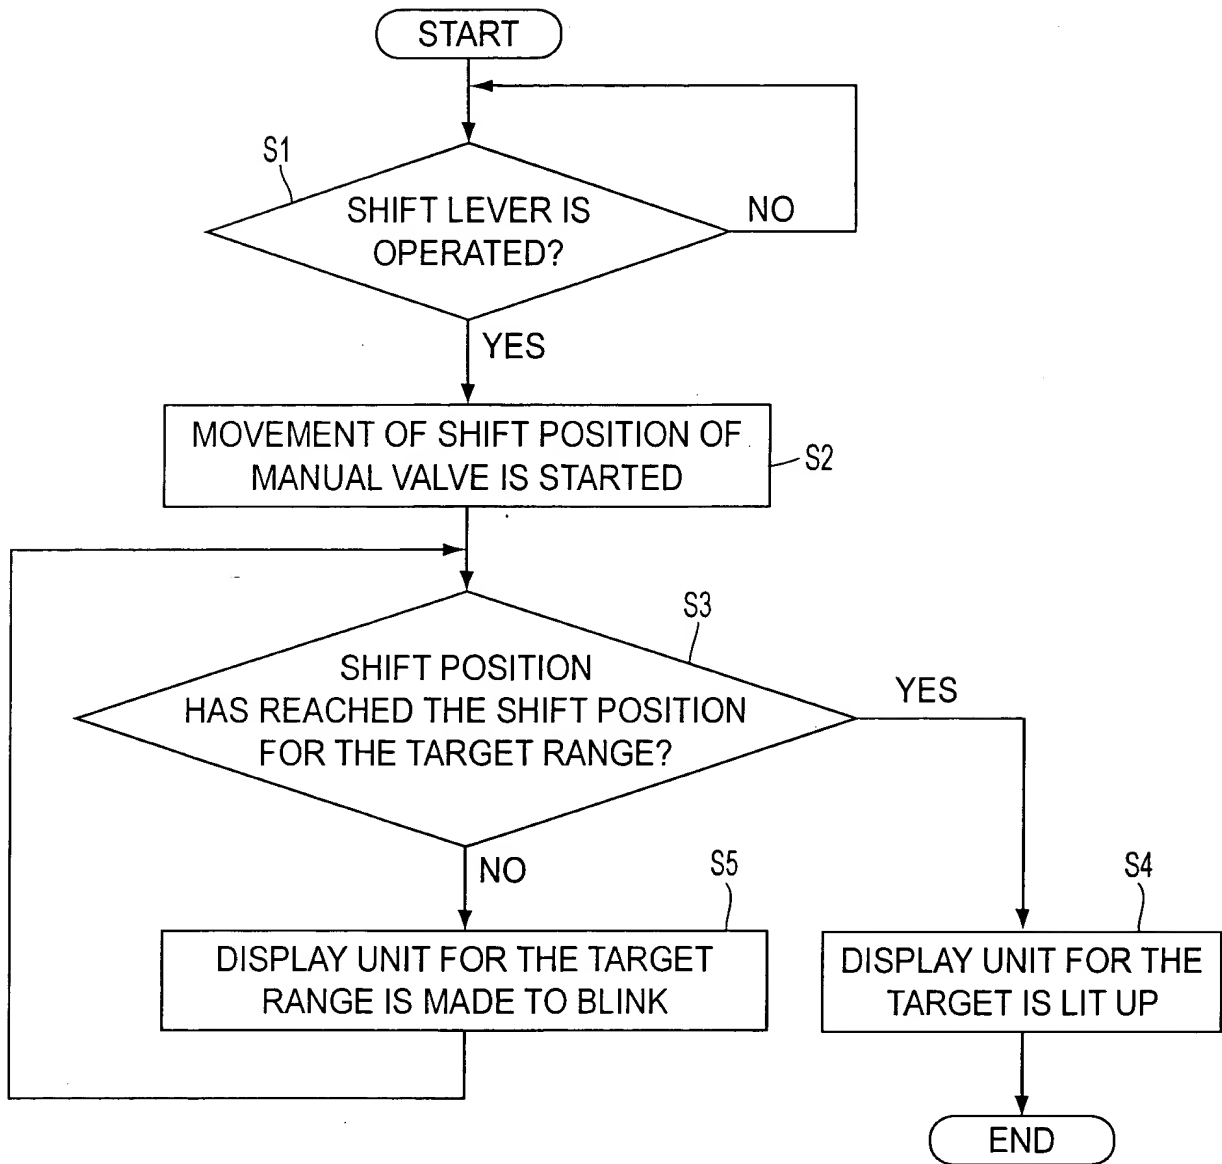 START
S1
SHIFT LEVER IS
OPERATED?
NO
YES
MOVEMENT OF SHIFT POSITION OF
MANUAL VALVE IS STARTED
S2
S3
SHIFT POSITION
HAS REACHED THE SHIFT POSITION
FOR THE TARGET RANGE?
YES
NO
S5
DISPLAY UNIT FOR THE TARGET
RANGE IS MADE TO BLINK
S4
DISPLAY UNIT FOR THE
TARGET IS LIT UP
END